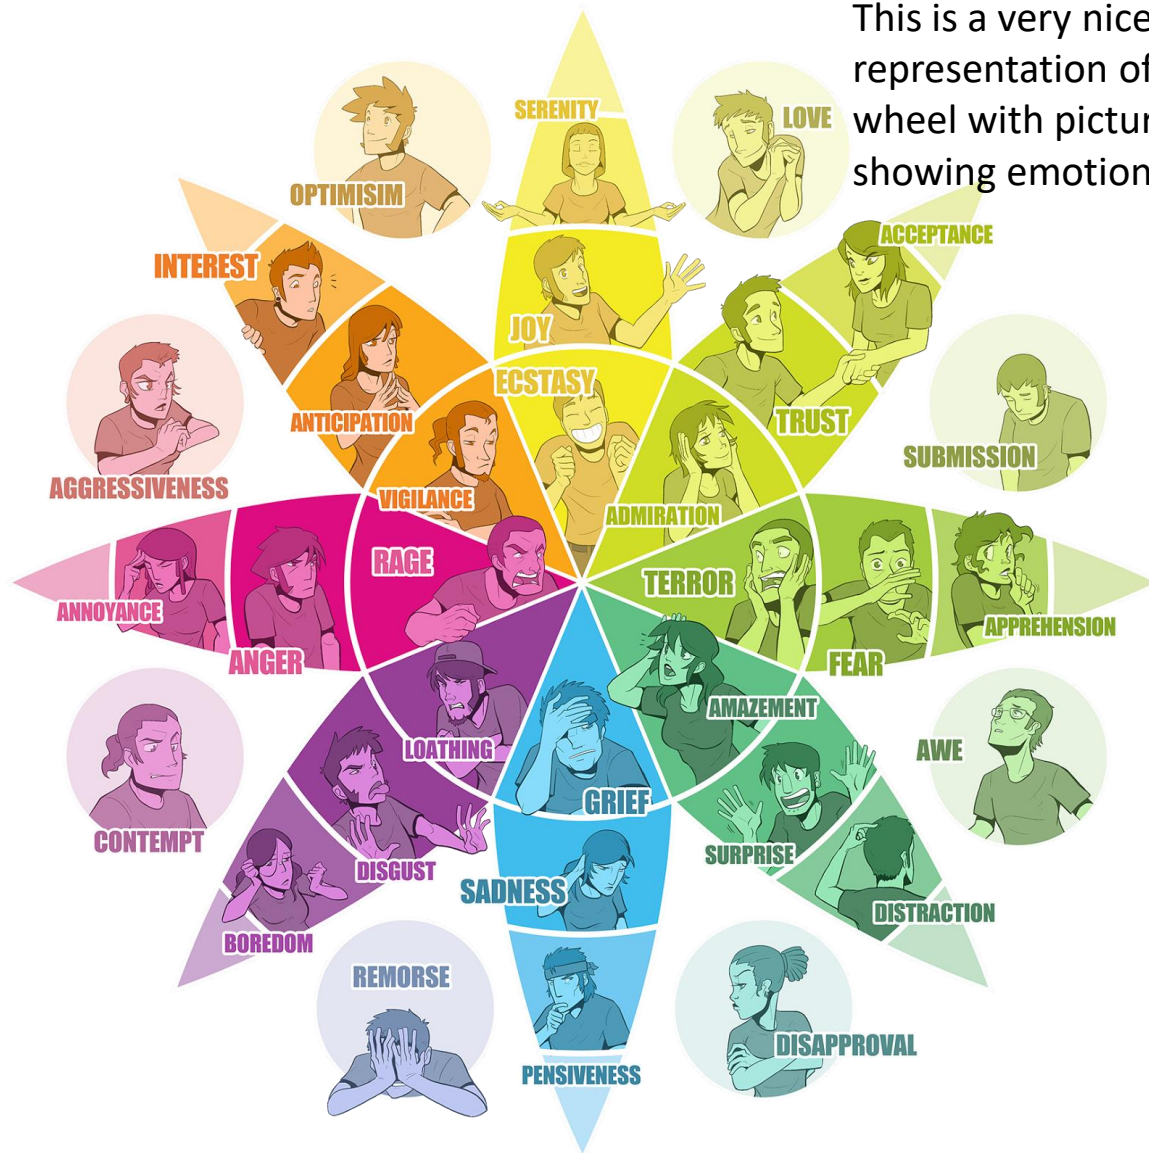 This is a very nice
representation of
wheel with pictur
showing emotion
SERENITY
LOVE
OPTIMISIM
ACCEPTANCE
INTEREST
JOY
ECSTASY
TRUST
ANTICIPATION
SUBMISSION
AGGRESSIVENESS
VIGILANCE
ADMIRATION
RAGE
TERROR
ANNOYANCE
APPREHENSION
ANGER
FEAR
AMAZEMENT
LOATHING
AWE
GRIEF
CONTEMPT
SURPRISE
DISGUST
SADNESS
DISTRACTION
BOREDOM
REMORSE
DISAPPROVAL
PENSIVENESS